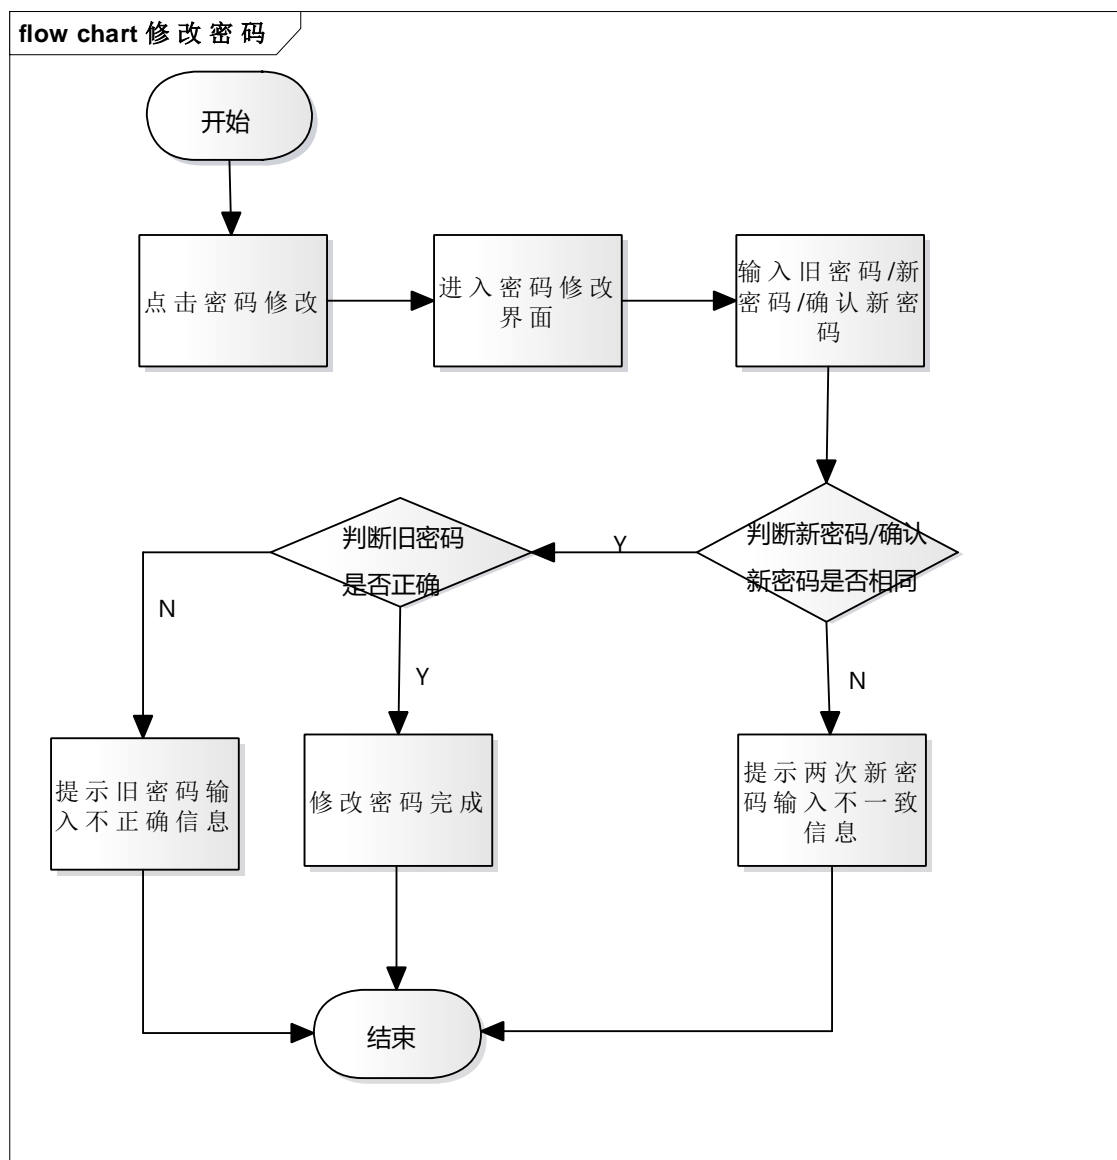 flow chart 修改密码
开始
点击密码修改
进入密码修改
界面
输入旧密码/新
密码/确认新密
码
判断新密码/确认
新密码是否相同
Y
判断旧密码
是否正确
N
Y
N
提示旧密码输
入不正确信息
修改密码完成
提示两次新密
码输入不一致
信息
结束